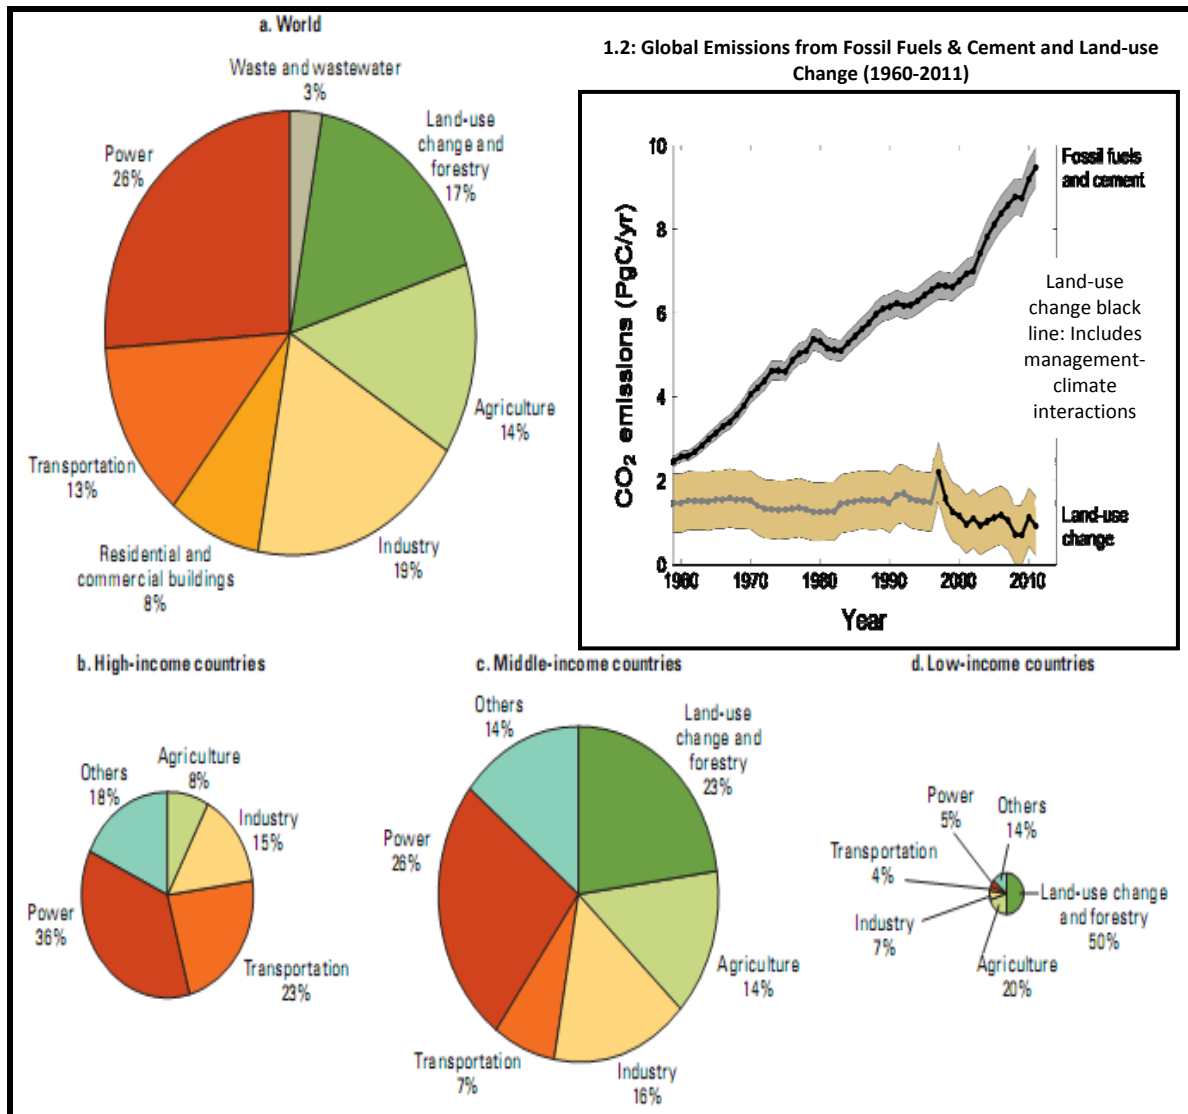 a. World
Waste and wastewater
3%
Land-use
change and
forestry
17%
Power
26%
Agriculture
14%
Transportation
13%
Industry
19%
Residential and
commercial buildings
8%
1.2: Global Emissions from Fossil Fuels & Cement and Land-use
Change (1960-2011)
CO₂ emissions (PgC/yr)
10
8
6
4
2
0
Fossil fuels
and cement
Land-use
change black
line: Includes
management-
climate
interactions
Land-use
change
1960
1970
1980
1990
2000
2010
Year
b. High-income countries
Agriculture
8%
Others
18%
Industry
15%
Power
36%
Transportation
23%
c. Middle-income countries
Others
14%
Land-use
change and
forestry
23%
Power
26%
Agriculture
14%
Transportation
7%
Industry
16%
d. Low-income countries
Power
5%
Others
14%
Transportation
4%
Land-use change
and forestry
50%
Industry
7%
Agriculture
20%